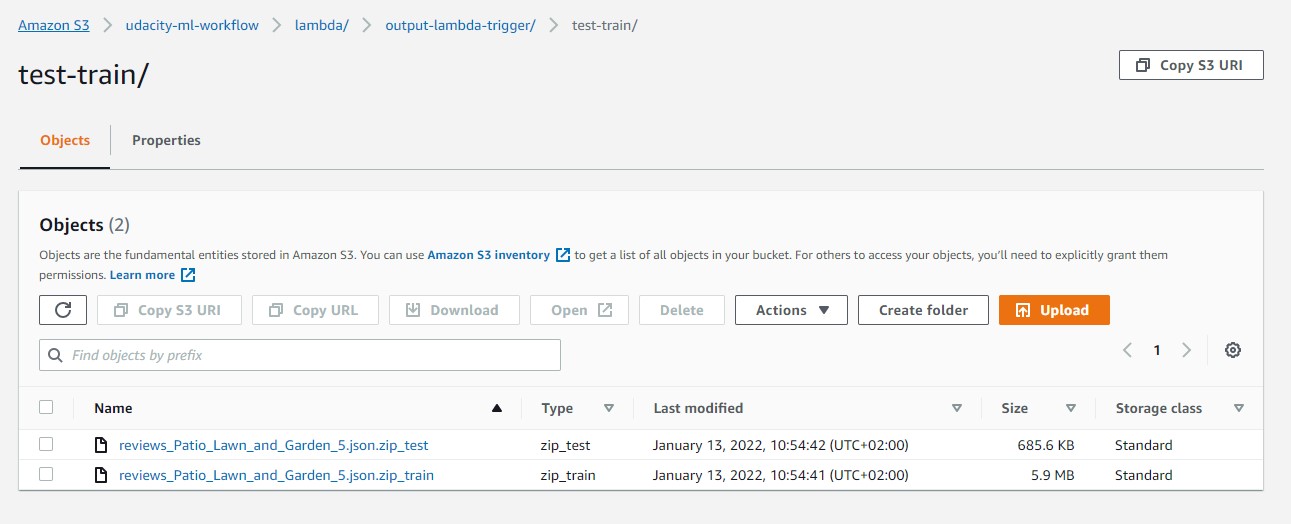 Amazon S3 > udacity-ml-workflow > lambda/ > output-lambda-trigger/ > test-train/
test-train/
Copy S3 URI
Objects Properties
Objects (2)
Objects are the fundamental entities stored in Amazon S3. You can use Amazon S3 inventory to get a list of all objects in your bucket. For others to access your objects, you'll need to explicitly grant them
permissions. Learn more
Copy S3 URI Copy URL Download Open Delete Actions Create folder Upload
Find objects by prefix
1
Name Type Last modified Size Storage class
reviews_Patio_Lawn_and_Garden_5.json.zip_test zip_test January 13, 2022, 10:54:42 (UTC+02:00) 685.6 KB Standard
reviews_Patio_Lawn_and_Garden_5.json.zip_train zip_train January 13, 2022, 10:54:41 (UTC+02:00) 5.9 MB Standard